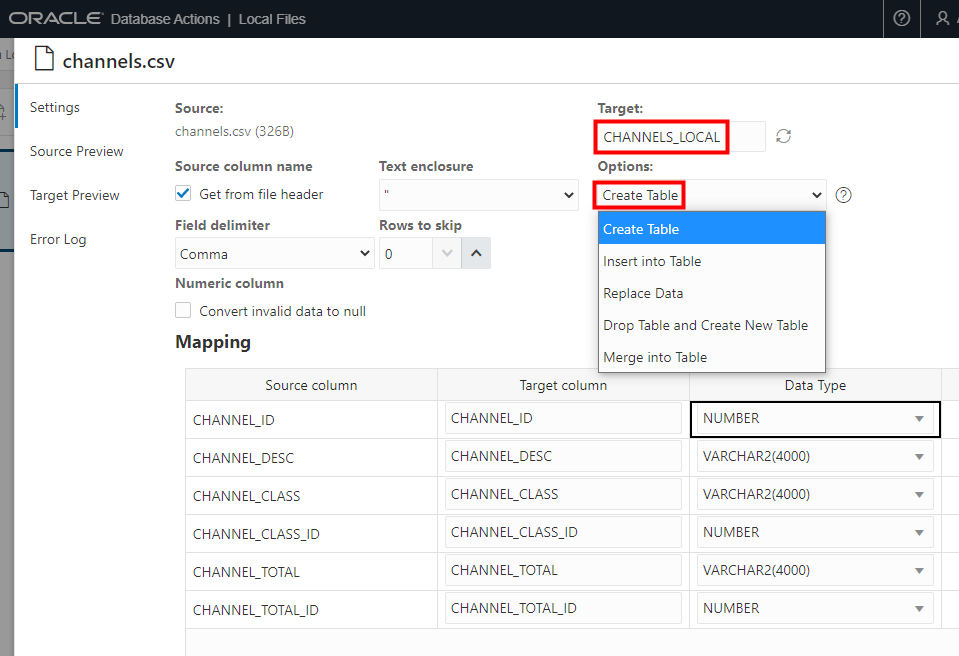 ORACLE Database Actions | Local Files
channels.csv
Settings
Source Preview
Target Preview
Error Log
Source:
channels.csv (326B)
Target:
CHANNELS_LOCAL
Source column name
Get from file header
Text enclosure
"
Options:
Create Table
Create Table
Insert into Table
Replace Data
Drop Table and Create New Table
Merge into Table
Field delimiter
Comma
Rows to skip
0
Numeric column
Convert invalid data to null
Mapping
Source column Target column Data Type
CHANNEL_ID CHANNEL_ID NUMBER
CHANNEL_DESC CHANNEL_DESC VARCHAR2(4000)
CHANNEL_CLASS CHANNEL_CLASS VARCHAR2(4000)
CHANNEL_CLASS_ID CHANNEL_CLASS_ID NUMBER
CHANNEL_TOTAL CHANNEL_TOTAL VARCHAR2(4000)
CHANNEL_TOTAL_ID CHANNEL_TOTAL_ID NUMBER